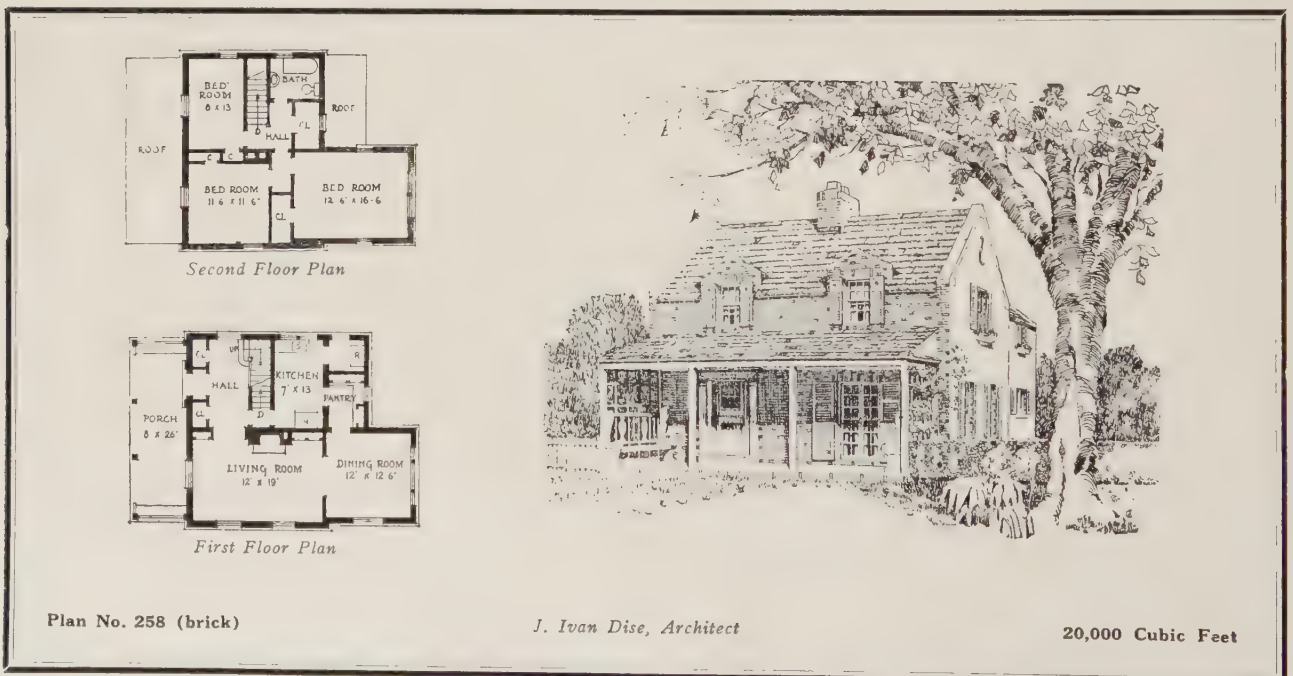 BED
ROOM
8 x 13
BATH
ROOF
D
HALL
CL
ROOF
C
C
BED ROOM
11 6 x 11 6"
BED ROOM
12 6' x 16-6
CL
Second Floor Plan
CL
UP
R
HALL
KITCHEN
7' x 13
PANTRY
PORCH
8 x 26'
CL
D
LIVING ROOM
12' x 19'
DINING ROOM
12' x 12 6"
First Floor Plan
Plan No. 258 (brick)
J. Ivan Dise, Architect
20,000 Cubic Feet